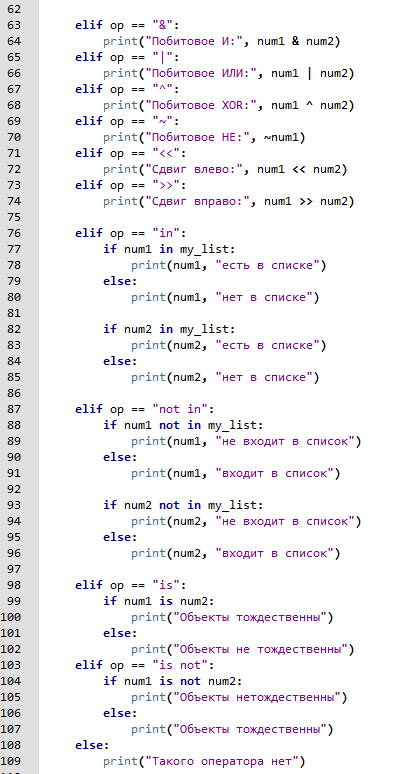 62
63 elif op == "&":
64 print("Побитовое И:", num1 & num2)
65 elif op == "|":
66 print("Побитовое ИЛИ:", num1 | num2)
67 elif op == "^":
68 print("Побитовое XOR:", num1 ^ num2)
69 elif op == "~":
70 print("Побитовое НЕ:", ~num1)
71 elif op == "<<":
72 print("Сдвиг влево:", num1 << num2)
73 elif op == ">>":
74 print("Сдвиг вправо:", num1 >> num2)
75
76 elif op == "in":
77 if num1 in my_list:
78 print(num1, "есть в списке")
79 else:
80 print(num1, "нет в списке")
81
82 if num2 in my_list:
83 print(num2, "есть в списке")
84 else:
85 print(num2, "нет в списке")
86
87 elif op == "not in":
88 if num1 not in my_list:
89 print(num1, "не входит в список")
90 else:
91 print(num1, "входит в список")
92
93 if num2 not in my_list:
94 print(num2, "не входит в список")
95 else:
96 print(num2, "входит в список")
97
98 elif op == "is":
99 if num1 is num2:
100 print("Объекты тождественны")
101 else:
102 print("Объекты не тождественны")
103 elif op == "is not":
104 if num1 is not num2:
105 print("Объекты нетождественны")
106 else:
107 print("Объекты тождественны")
108 else:
109 print("Такого оператора нет")